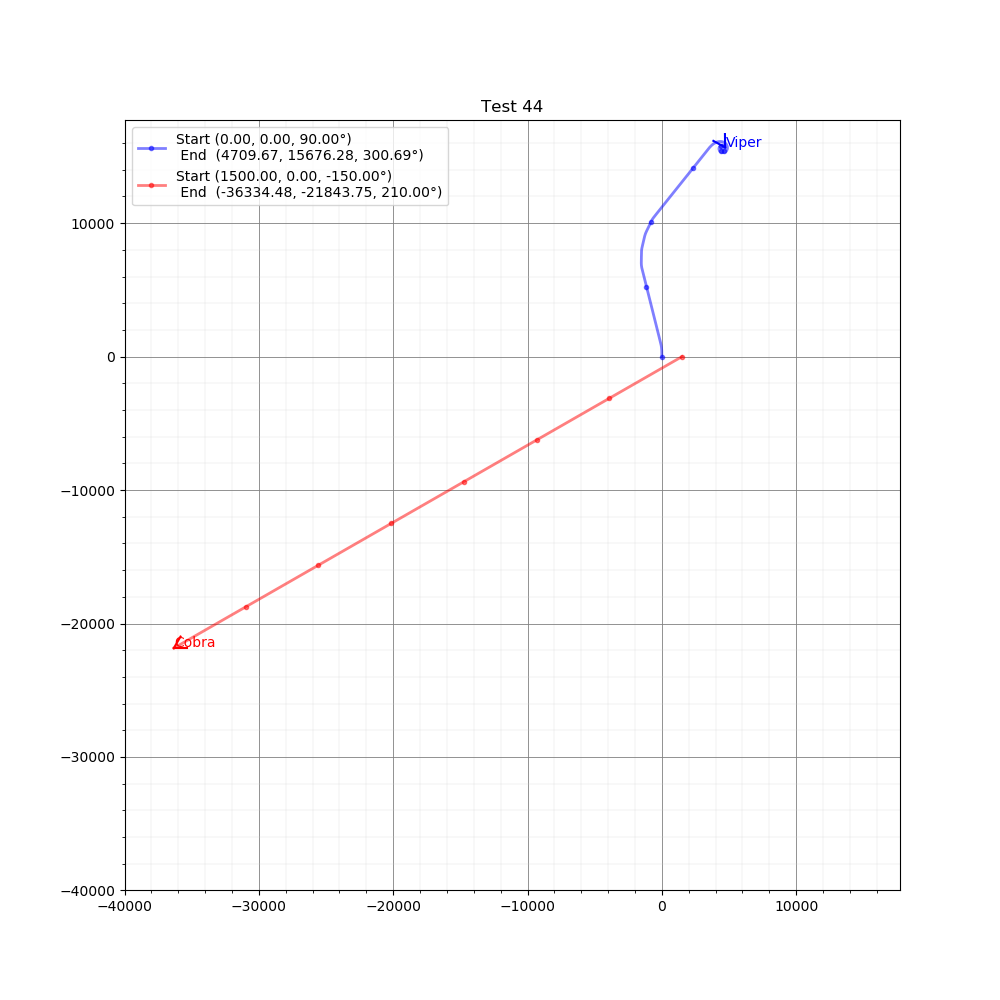 Test 44
Start (0.00, 0.00, 90.00°)
End (4709.67, 15676.28, 300.69°)
Start (1500.00, 0.00, -150.00°)
End (-36334.48, -21843.75, 210.00°)
Viper
10000
0
−10000
Cobra
−20000
−30000
−40000
−40000 −30000 −20000 −10000 0 10000